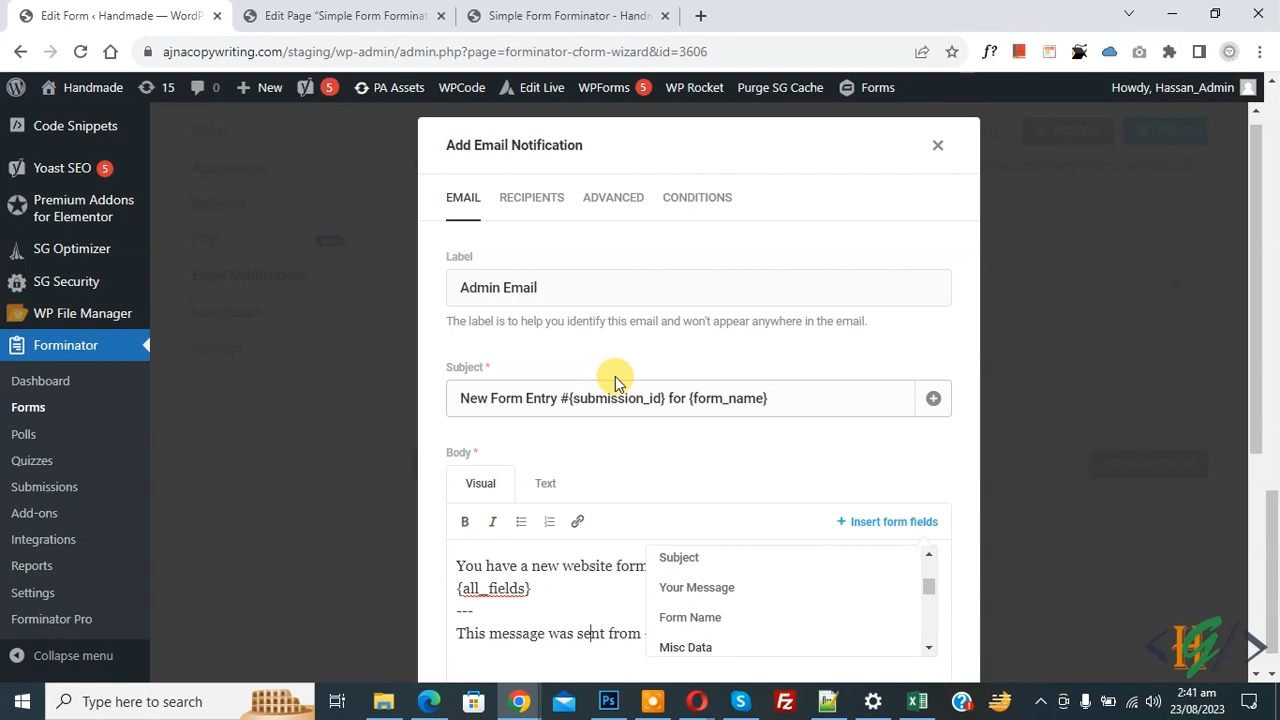 Edit Form ‹ Handmade — WordP
Edit Page “Simple Form Forminat
Simple Form Forminator - Handm
ajnacopywriting.com/staging/wp-admin/admin.php?page=forminator-cform-wizard&id=3606
Handmade
15
0
New
5
PA Assets
WPCode
Edit Live
WPForms
5
WP Rocket
Purge SG Cache
Forms
Howdy, Hassan_Admin
Code Snippets
Yoast SEO 5
Premium Addons
for Elementor
SG Optimizer
SG Security
WP File Manager
Forminator
Dashboard
Forms
Polls
Quizzes
Submissions
Add-ons
Integrations
Reports
Settings
Forminator Pro
Collapse menu
Appearance
PDF
Email Notifications
Integrations
Settings
Add Email Notification
EMAIL
RECIPIENTS
ADVANCED
CONDITIONS
Label
Admin Email
The label is to help you identify this email and won't appear anywhere in the email.
Subject *
New Form Entry #{submission_id} for {form_name}
Body *
Visual
Text
B
I
+ Insert form fields
You have a new website form
{all_fields}
---
This message was sent from
Subject
Your Message
Form Name
Misc Data
Type here to search
2:41 am
23/08/2023